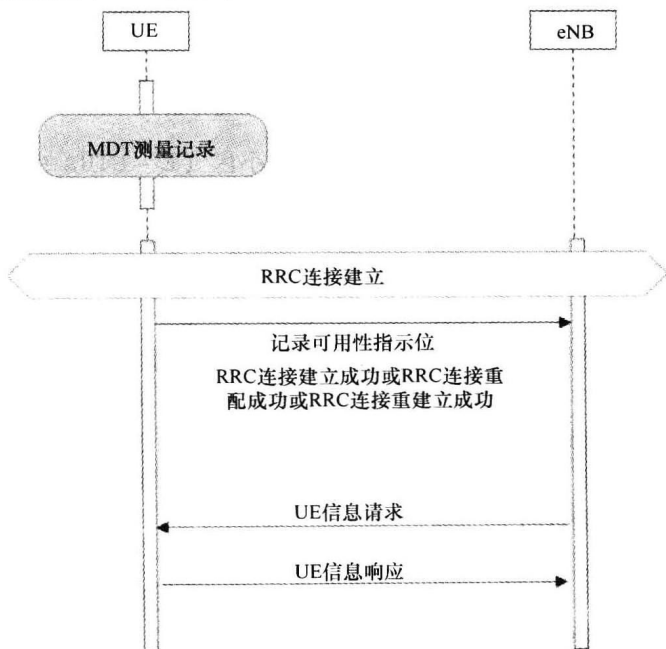 UE
eNB
MDT测量记录
RRC连接建立
记录可用性指示位
RRC连接建立成功或RRC连接重
配成功或RRC连接重建立成功
UE信息请求
UE信息响应